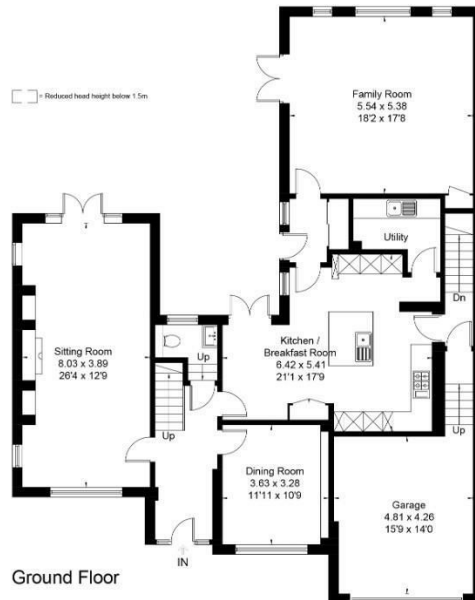 = Reduced head height below 1.5m
Family Room
5.54 x 5.38
18'2 x 17'8
Utility
Dn
Sitting Room
8.03 x 3.89
26'4 x 12'9
Up
Kitchen /
Breakfast Room
6.42 x 5.41
21'1 x 17'9
Up
Up
Dining Room
3.63 x 3.28
11'11 x 10'9
Garage
4.81 x 4.26
15'9 x 14'0
IN
Ground Floor